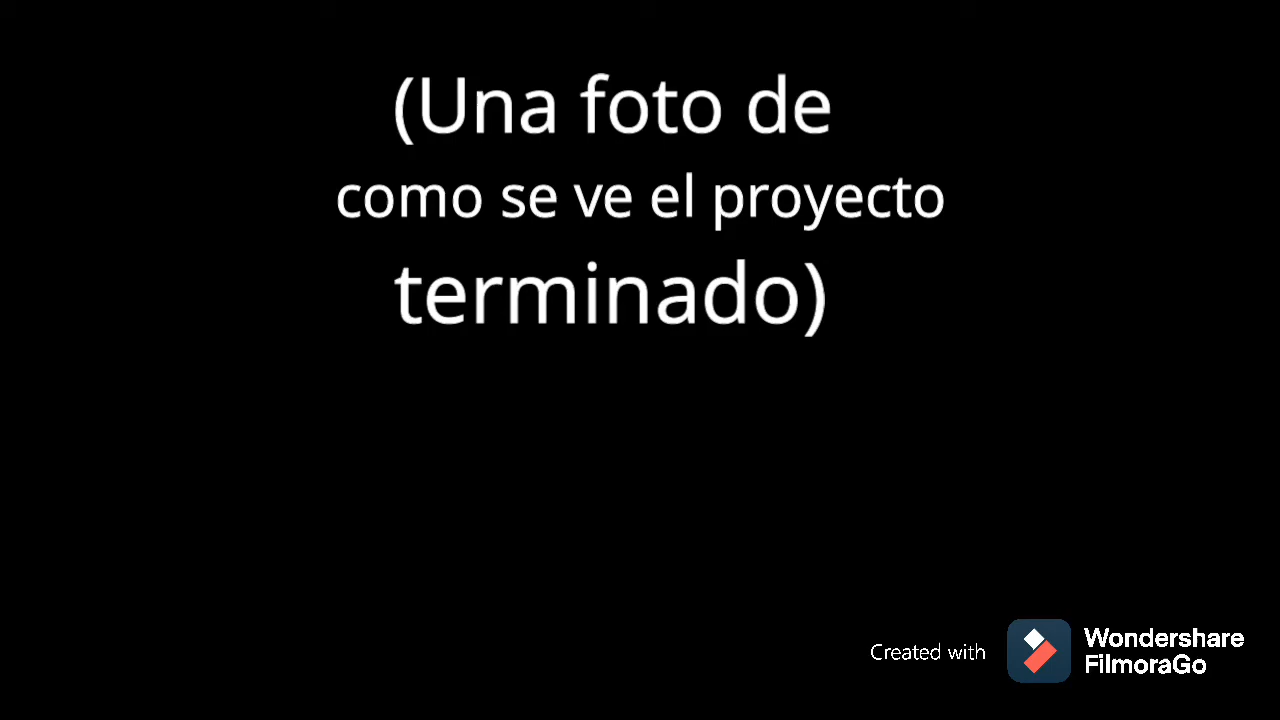 (Una foto de
como se ve el proyecto
terminado)
Created with
Wondershare
FilmoraGo